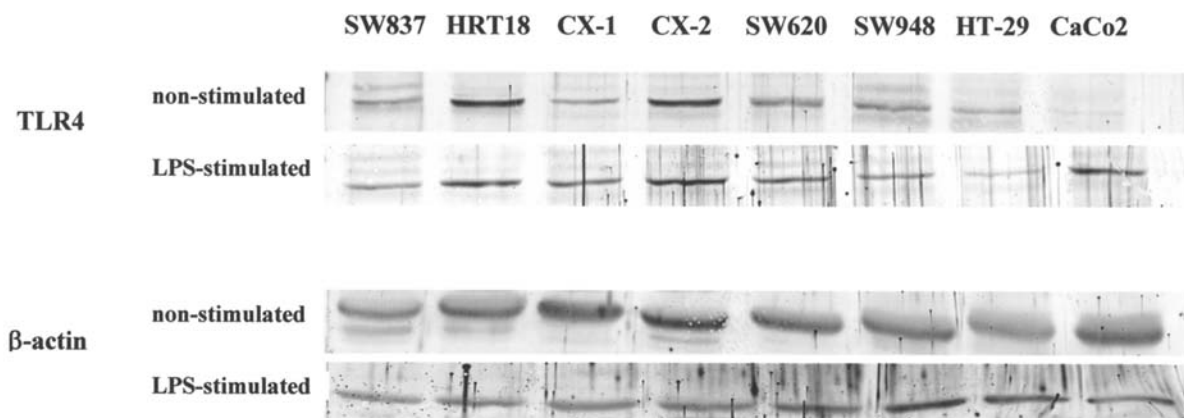 SW837 HRT18 CX-1 CX-2 SW620 SW948 HT-29 CaCo2
non-stimulated
TLR4
LPS-stimulated
non-stimulated
β-actin
LPS-stimulated